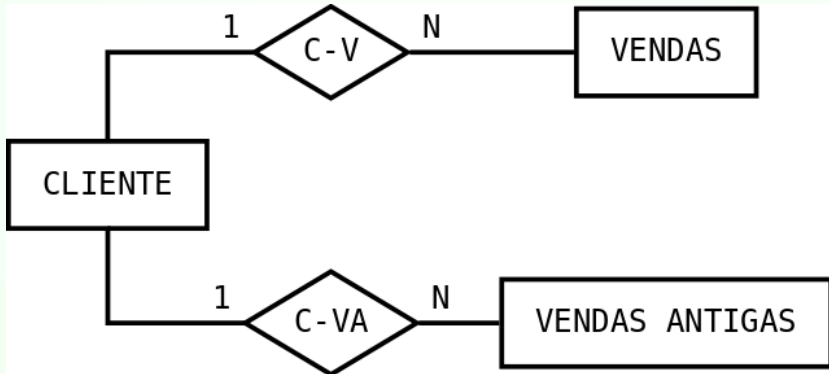 1 C-V N VENDAS
CLIENTE
1 C-VA N VENDAS ANTIGAS